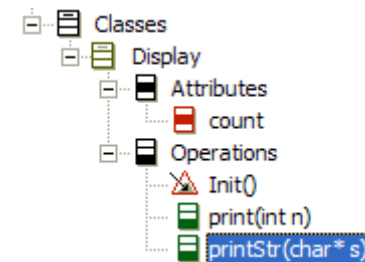 Classes
Display
Attributes
count
Operations
Init()
print(int n)
printStr(char* s)